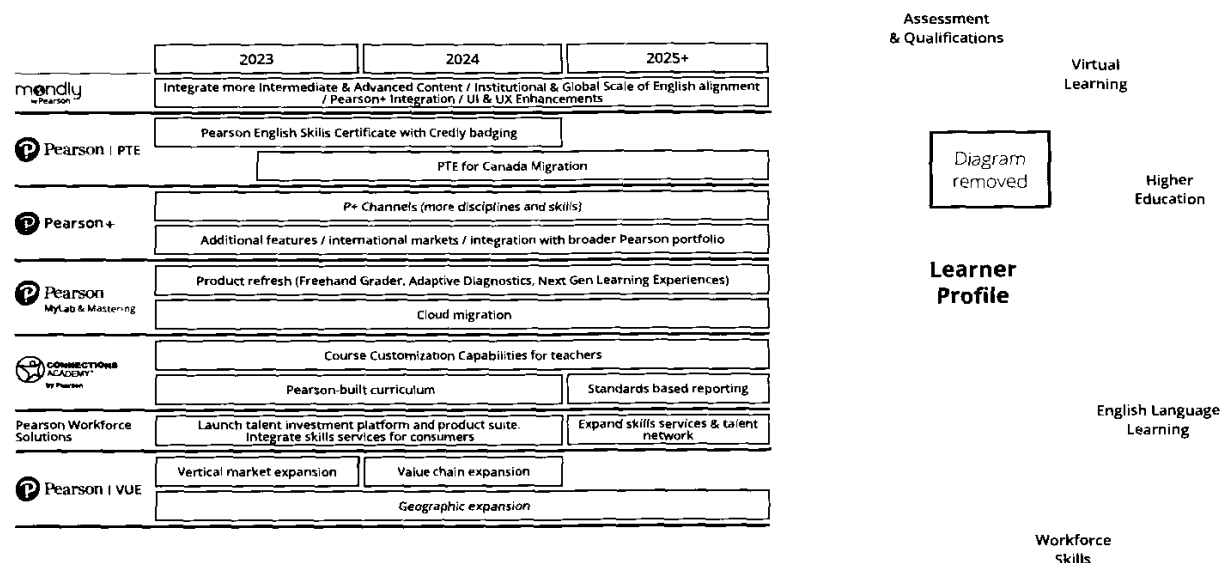 2023
2024
2025+
mondly
by Pearson
Integrate more Intermediate & Advanced Content / Institutional & Global Scale of English alignment
/ Pearson+ Integration / UI & UX Enhancements
Pearson | PTE
Pearson English Skills Certificate with Credly badging
PTE for Canada Migration
Pearson+
P+ Channels (more disciplines and skills)
Additional features / international markets / integration with broader Pearson portfolio
Pearson
MyLab & Mastering
Product refresh (Freehand Grader, Adaptive Diagnostics, Next Gen Learning Experiences)
Cloud migration
CONNECTIONS
ACADEMY
by Pearson
Course Customization Capabilities for teachers
Pearson-built curriculum
Standards based reporting
Pearson Workforce
Solutions
Launch talent investment platform and product suite.
Integrate skills services for consumers
Expand skills services & talent
network
Pearson | VUE
Vertical market expansion
Value chain expansion
Geographic expansion
Assessment
& Qualifications
Virtual
Learning
Diagram
removed
Higher
Education
Learner
Profile
English Language
Learning
Workforce
Skills